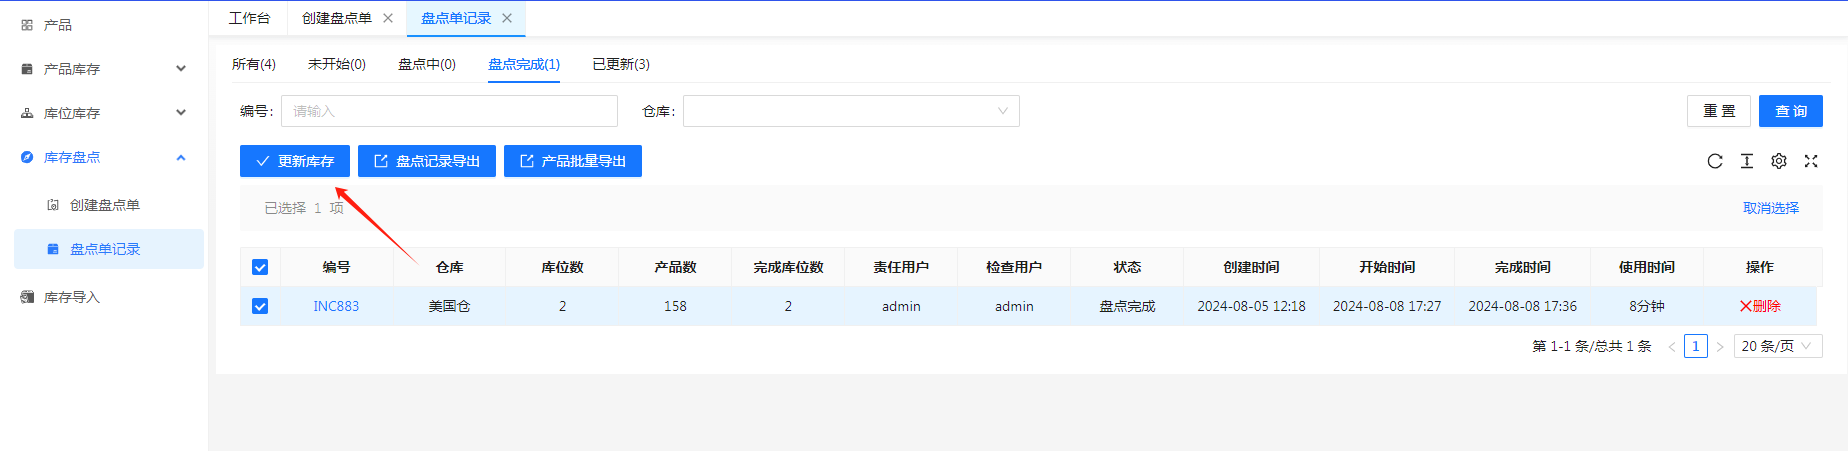 产品
产品库存
库位库存
库存盘点
创建盘点单
盘点单记录
库存导入
工作台 创建盘点单 盘点单记录
所有(4) 未开始(0) 盘点中(0) 盘点完成(1) 已更新(3)
编号: 请输入 仓库: 重 置 查 询
更新库存 盘点记录导出 产品批量导出
已选择 1 项 取消选择
编号 仓库 库位数 产品数 完成库位数 责任用户 检查用户 状态 创建时间 开始时间 完成时间 使用时间 操作
INC883 美国仓 2 158 2 admin admin 盘点完成 2024-08-05 12:18 2024-08-08 17:27 2024-08-08 17:36 8分钟 删除
第 1-1 条/总共 1 条 1 20 条/页